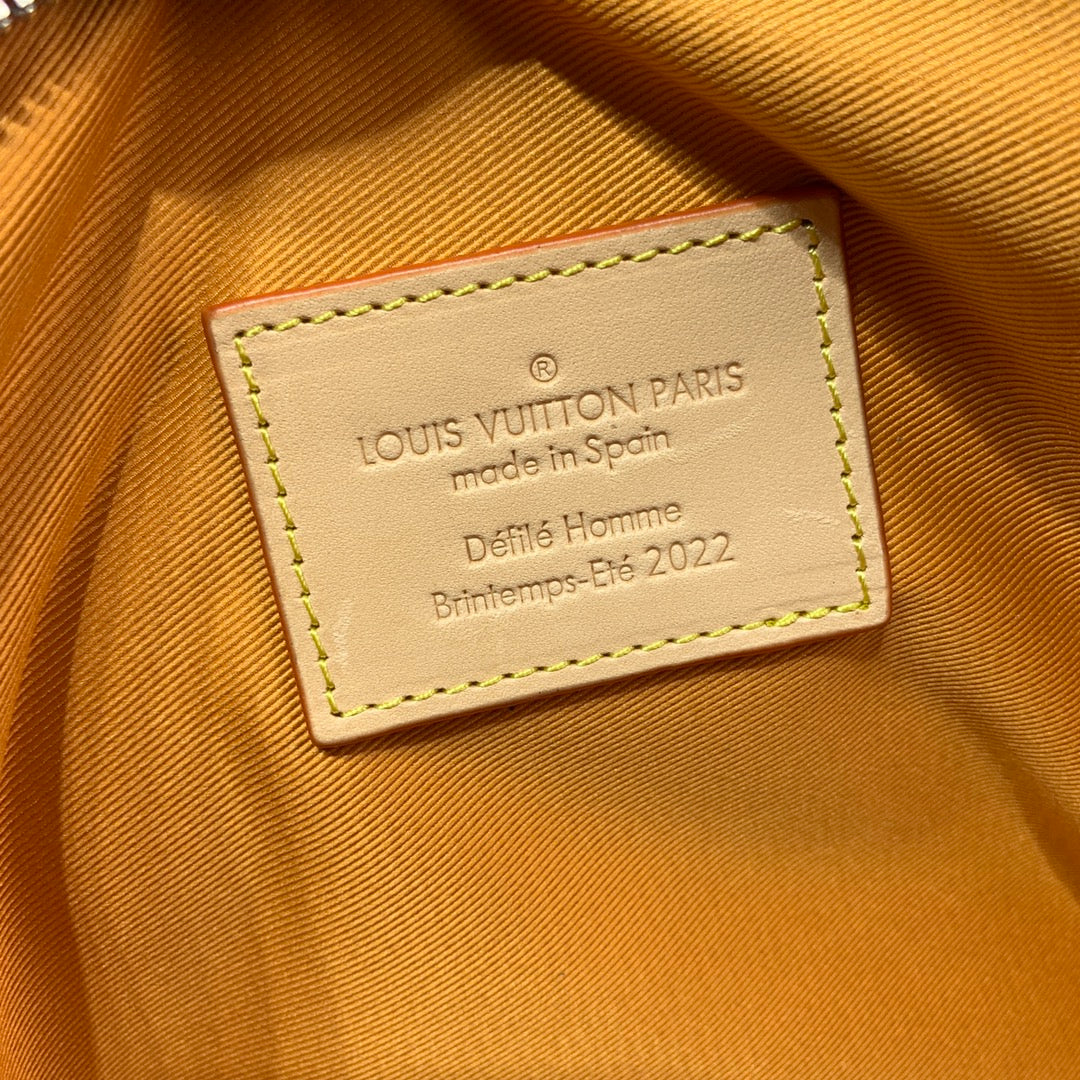 ®
LOUIS VUITTON PARIS
made in Spain
Défilé Homme
Brintemps-Eté 2022